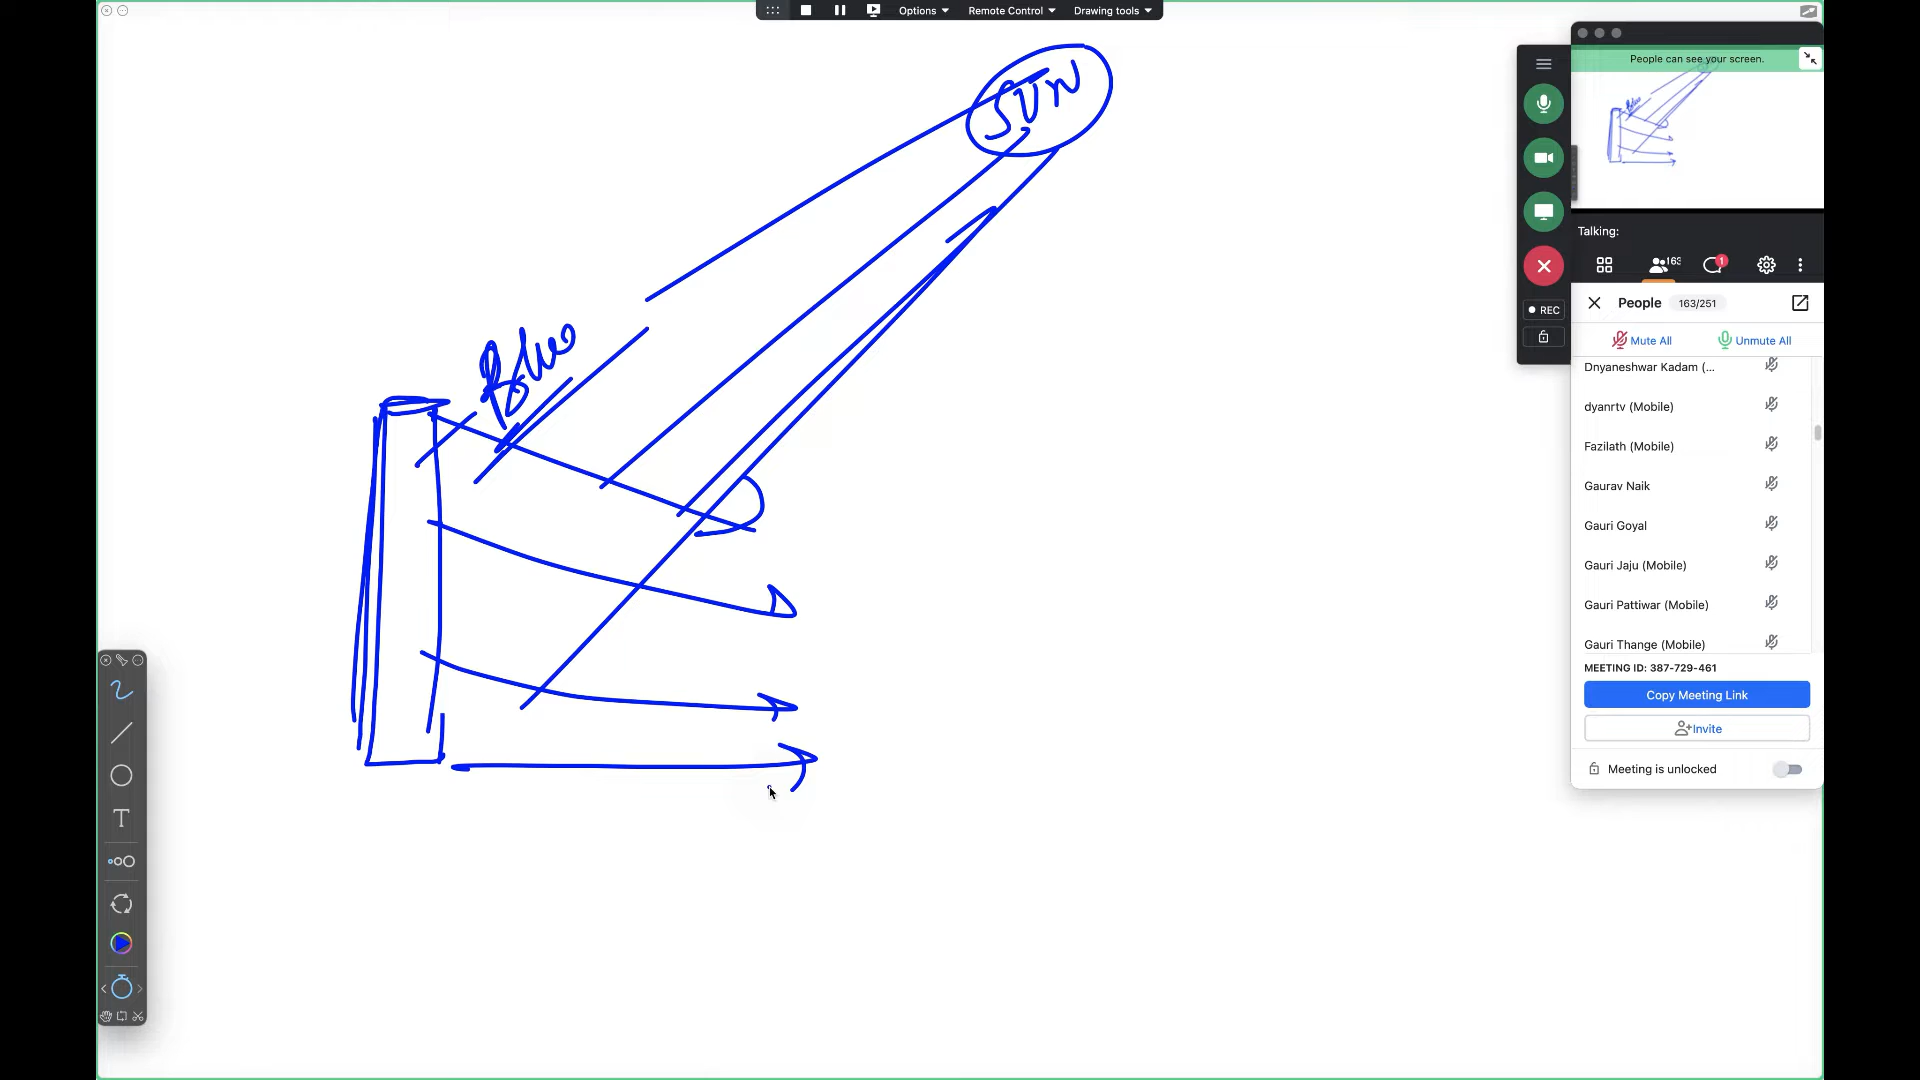 Options
Remote Control
Drawing tools
SUN
People can see your screen.
Talking:
163
1
REC
People
163/251
Mute All
Unmute All
Dnyaneshwar Kadam (...
dyanrtv (Mobile)
Fazilath (Mobile)
Gaurav Naik
Gauri Goyal
Gauri Jaju (Mobile)
Gauri Pattiwar (Mobile)
Gauri Thange (Mobile)
MEETING ID: 387-729-461
Copy Meeting Link
Invite
Meeting is unlocked
T